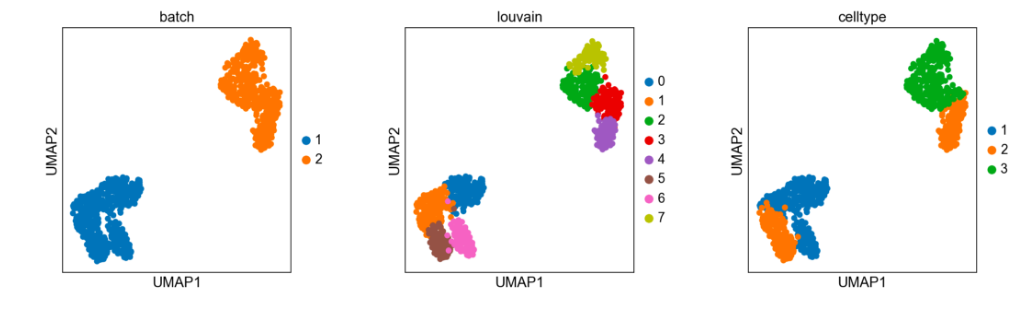 batch
UMAP2
UMAP1
1
2
louvain
UMAP2
UMAP1
0
1
2
3
4
5
6
7
celltype
UMAP2
UMAP1
1
2
3